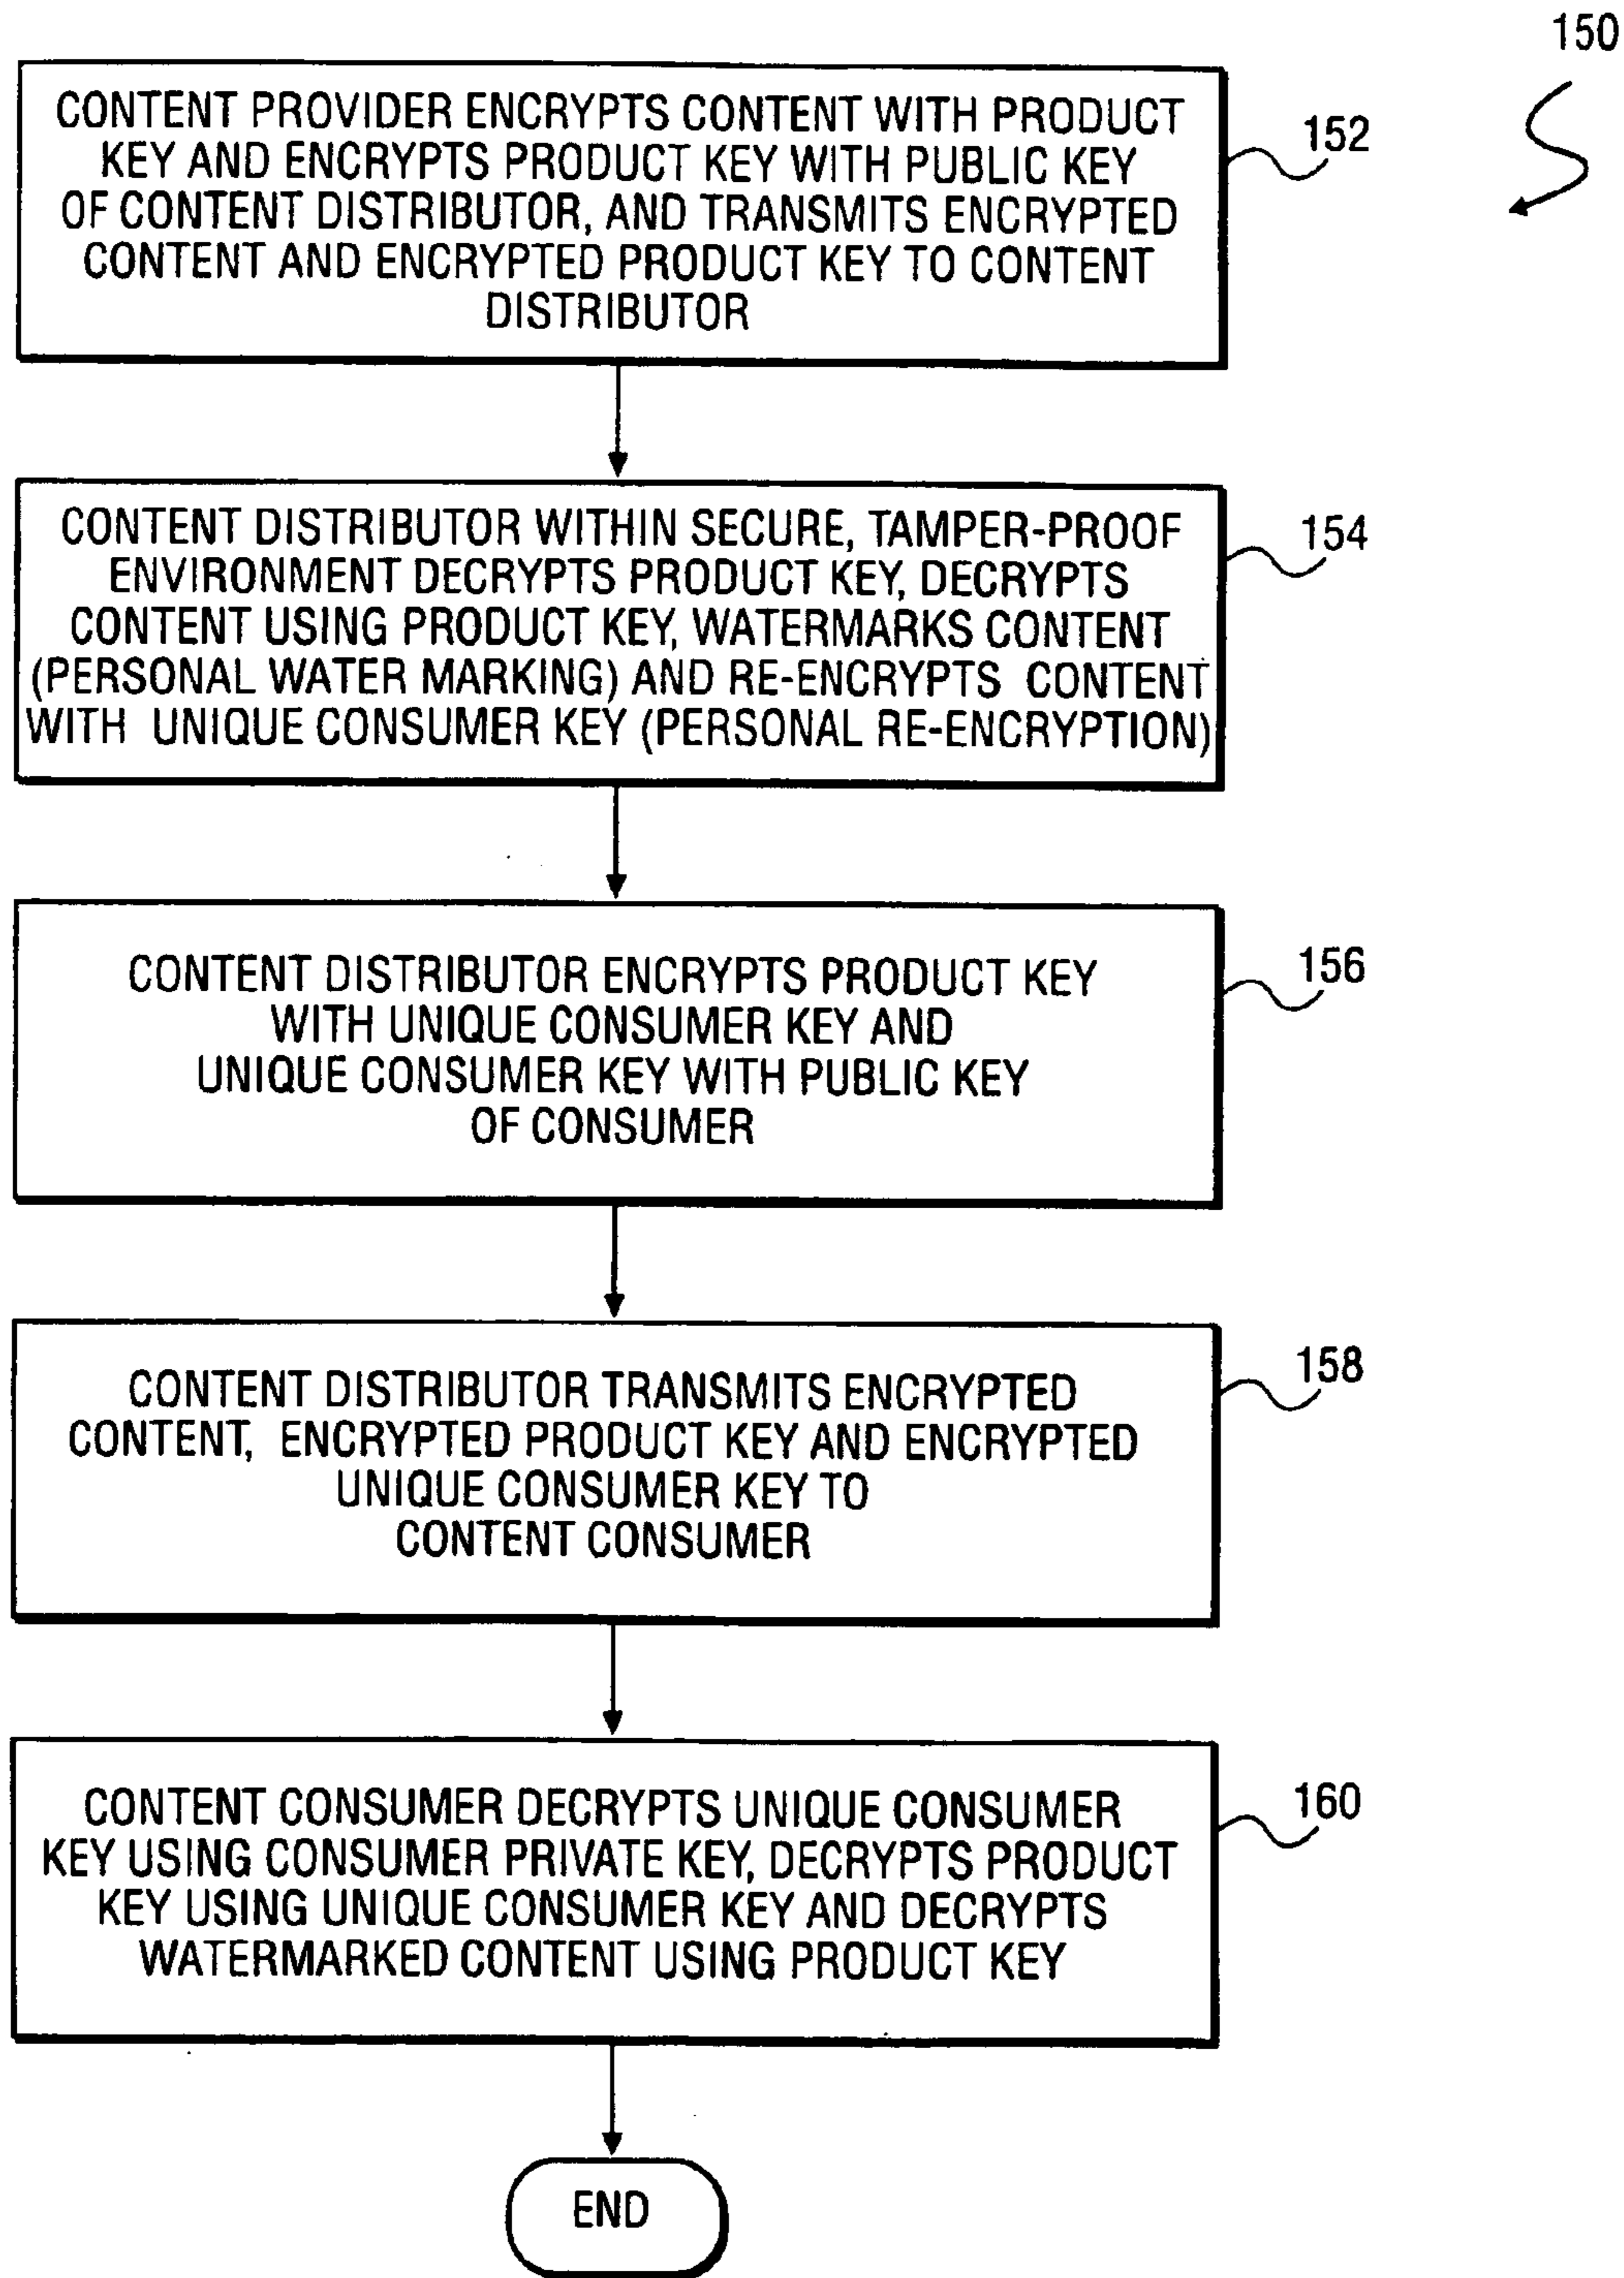 150
CONTENT PROVIDER ENCRYPTS CONTENT WITH PRODUCT
KEY AND ENCRYPTS PRODUCT KEY WITH PUBLIC KEY
OF CONTENT DISTRIBUTOR, AND TRANSMITS ENCRYPTED
CONTENT AND ENCRYPTED PRODUCT KEY TO CONTENT
DISTRIBUTOR
152
CONTENT DISTRIBUTOR WITHIN SECURE, TAMPER-PROOF
ENVIRONMENT DECRYPTS PRODUCT KEY, DECRYPTS
CONTENT USING PRODUCT KEY, WATERMARKS CONTENT
(PERSONAL WATER MARKING) AND RE-ENCRYPTS CONTENT
WITH UNIQUE CONSUMER KEY (PERSONAL RE-ENCRYPTION)
154
CONTENT DISTRIBUTOR ENCRYPTS PRODUCT KEY
WITH UNIQUE CONSUMER KEY AND
UNIQUE CONSUMER KEY WITH PUBLIC KEY
OF CONSUMER
156
CONTENT DISTRIBUTOR TRANSMITS ENCRYPTED
CONTENT, ENCRYPTED PRODUCT KEY AND ENCRYPTED
UNIQUE CONSUMER KEY TO
CONTENT CONSUMER
158
CONTENT CONSUMER DECRYPTS UNIQUE CONSUMER
KEY USING CONSUMER PRIVATE KEY, DECRYPTS PRODUCT
KEY USING UNIQUE CONSUMER KEY AND DECRYPTS
WATERMARKED CONTENT USING PRODUCT KEY
160
END